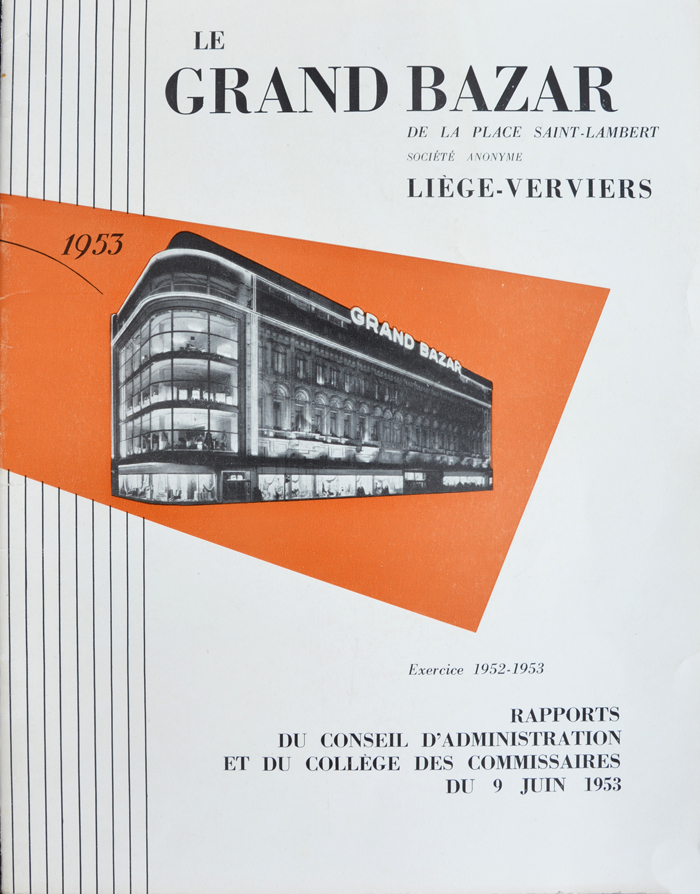 LE
GRAND BAZAR
DE LA PLACE SAINT-LAMBERT
SOCIÉTÉ ANONYME
LIÈGE-VERVIERS
1953
GRAND BAZAR
Exercice 1952-1953
RAPPORTS
DU CONSEIL D'ADMINISTRATION
ET DU COLLÈGE DES COMMISSAIRES
DU 9 JUIN 1953